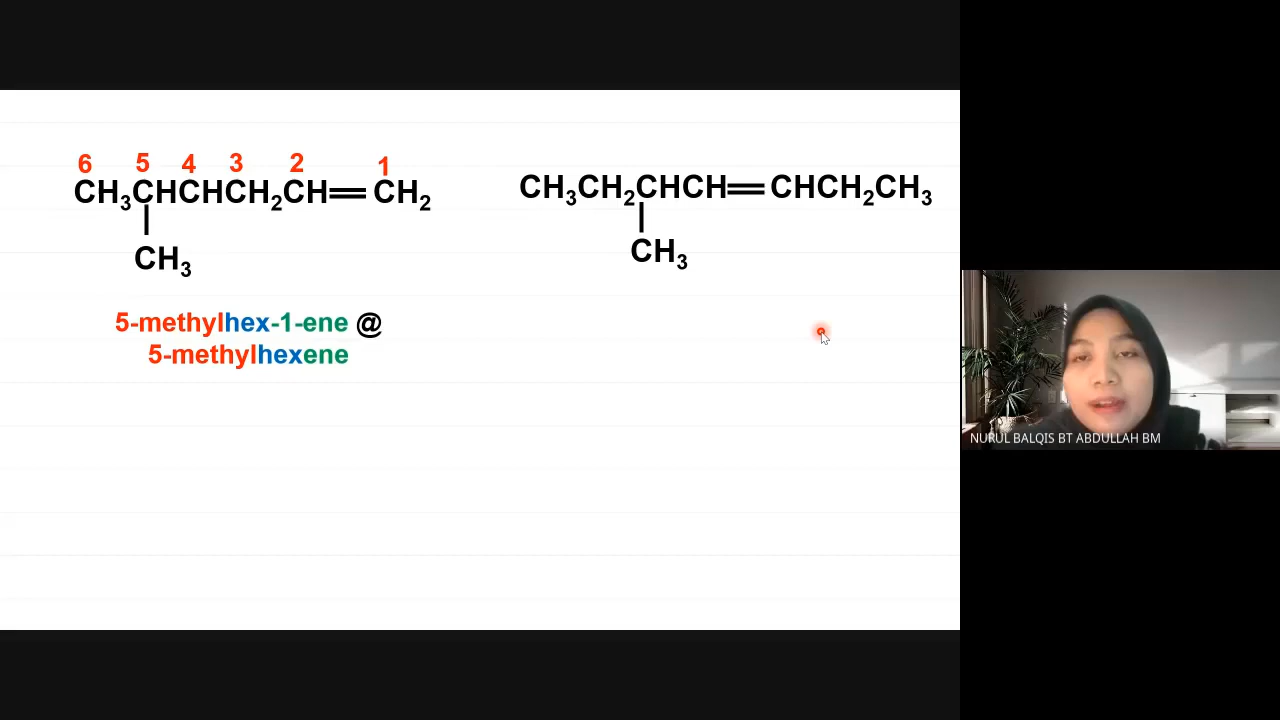 6 5 4 3 2 1
CH₃CHCHCH₂CH=CH₂
CH₃
5-methylhex-1-ene @
5-methylhexene
CH₃CH₂CHCH=CHCH₂CH₃
CH₃
NURUL BALQIS BT ABDULLAH BM